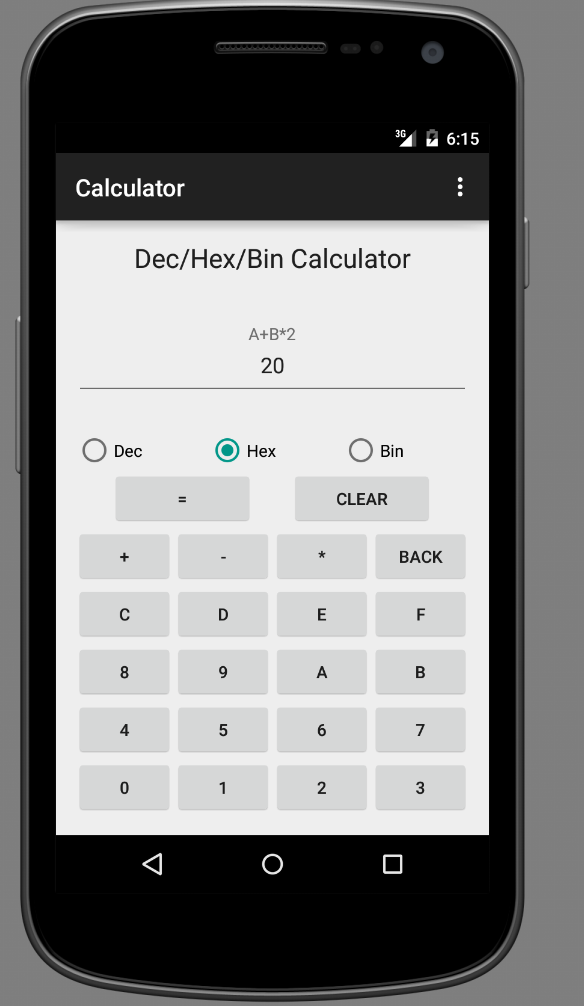 3G 6:15
Calculator
Dec/Hex/Bin Calculator
A+B*2
20
Dec Hex Bin
= CLEAR
+ - * BACK
C D E F
8 9 A B
4 5 6 7
0 1 2 3